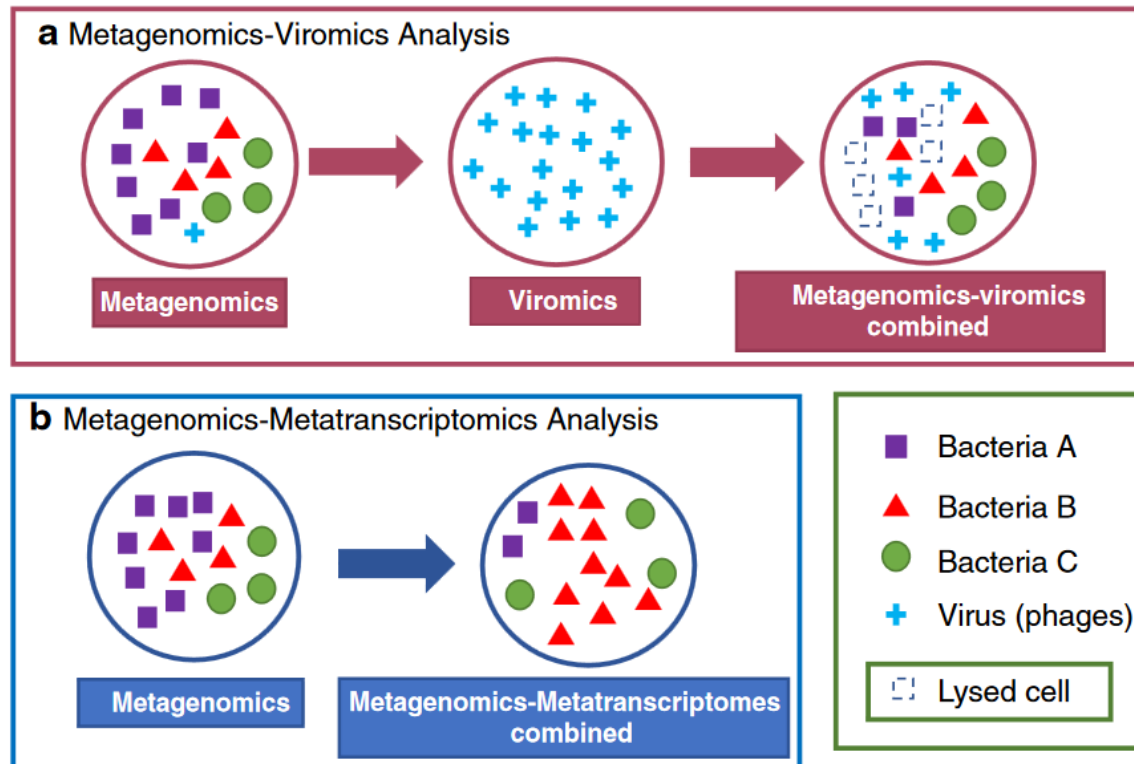 a Metagenomics-Viromics Analysis
Metagenomics
Viromics
Metagenomics-viromics
combined
b Metagenomics-Metatranscriptomics Analysis
Metagenomics
Metagenomics-Metatranscriptomes
combined
Bacteria A
Bacteria B
Bacteria C
Virus (phages)
Lysed cell